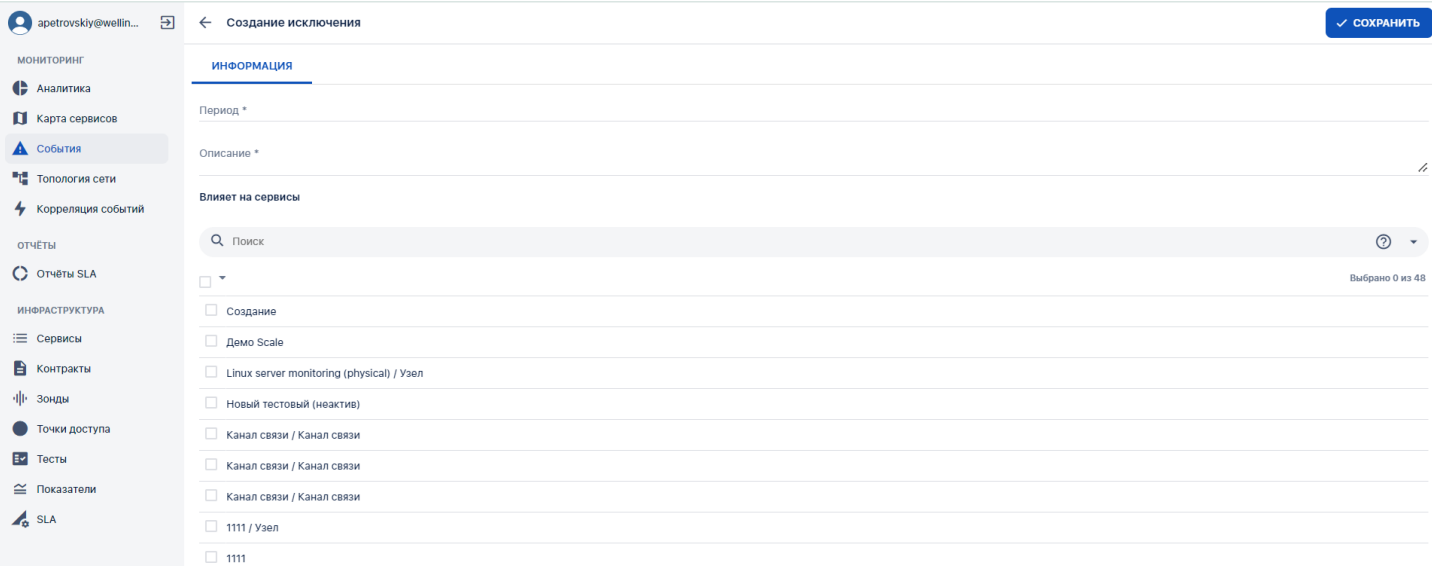 apetrovskiy@wellin...
МОНИТОРИНГ
Аналитика
Карта сервисов
События
Топология сети
Корреляция событий
ОТЧЁТЫ
Отчёты SLA
ИНФРАСТРУКТУРА
Сервисы
Контракты
Зонды
Точки доступа
Тесты
Показатели
SLA
Создание исключения
СОХРАНИТЬ
ИНФОРМАЦИЯ
Период *
Описание *
Влияет на сервисы
Поиск
Выбрано 0 из 48
Создание
Демо Scale
Linux server monitoring (physical) / Узел
Новый тестовый (неактив)
Канал связи / Канал связи
Канал связи / Канал связи
Канал связи / Канал связи
1111 / Узел
1111